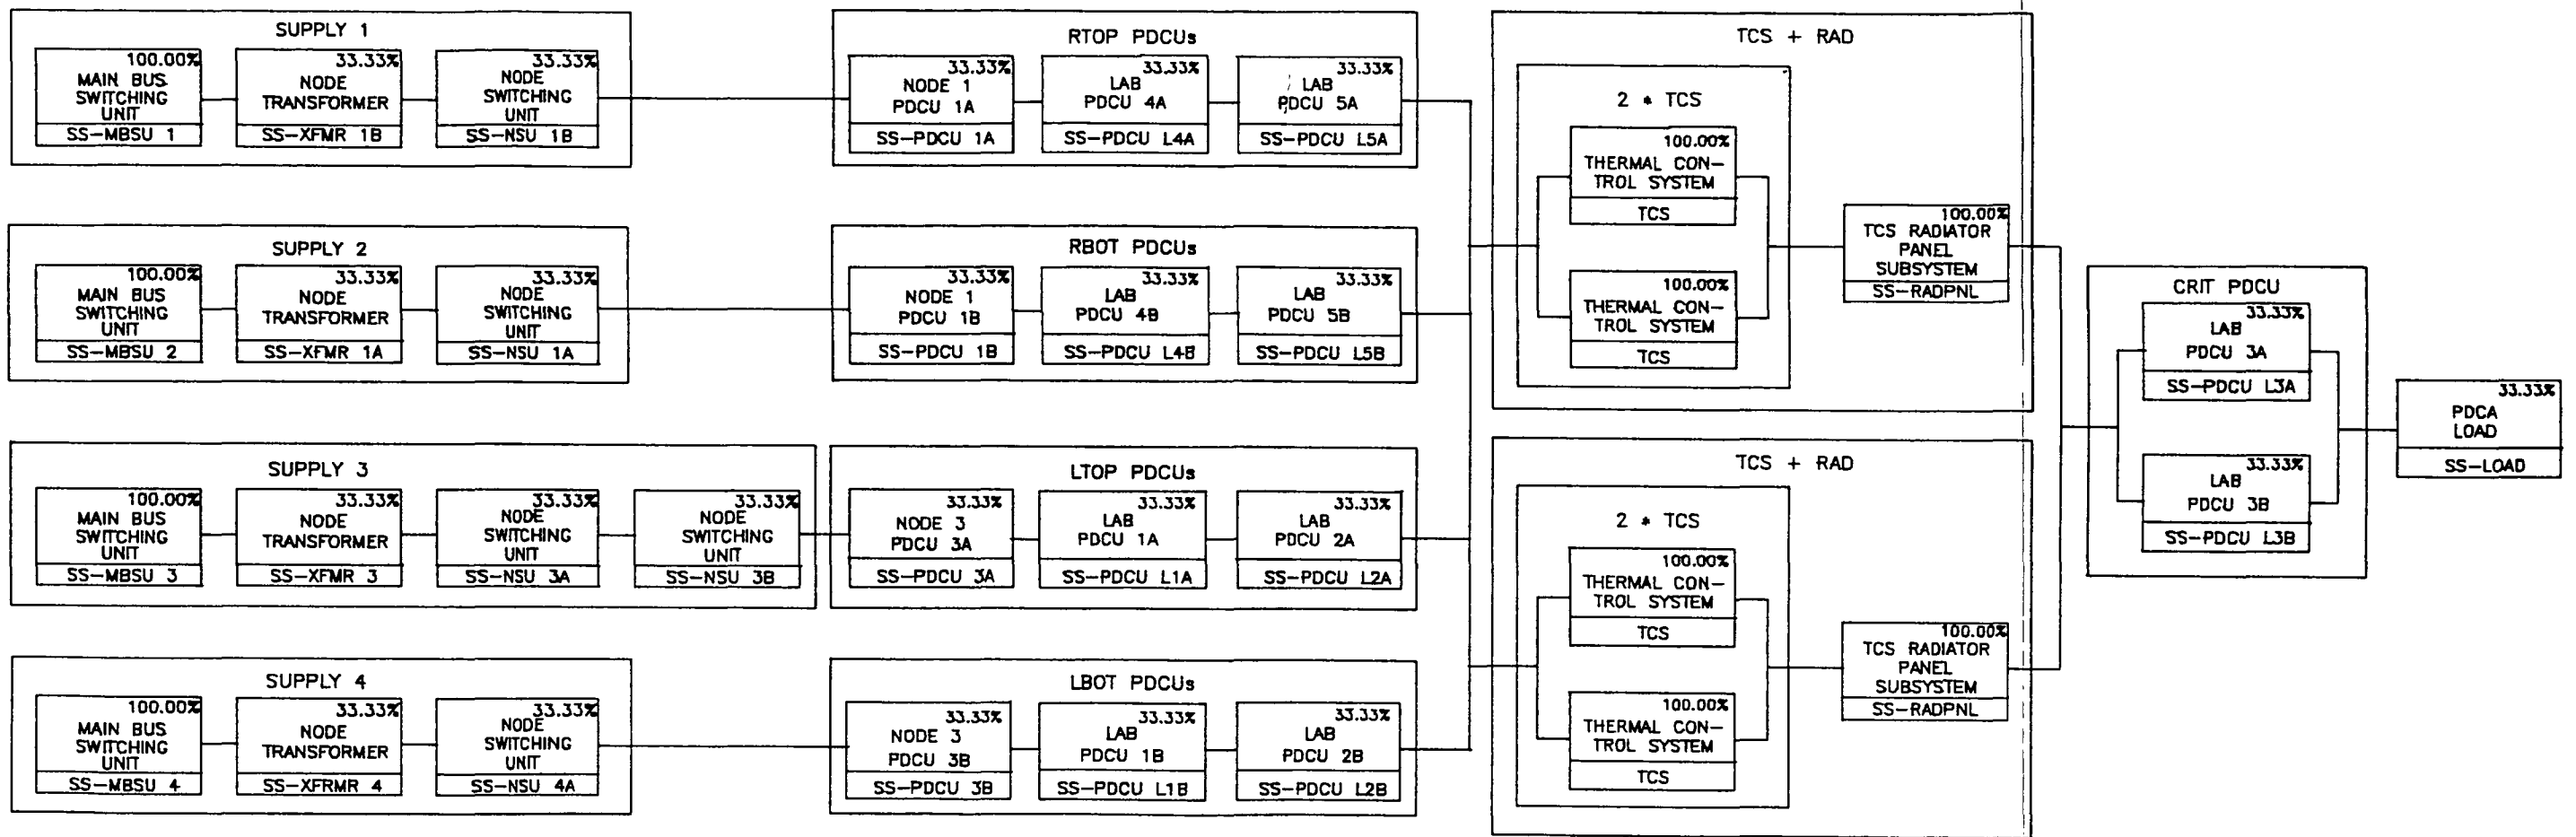 SUPPLY 1
100.00%
MAIN BUS
SWITCHING
UNIT
SS-MBSU 1
33.33%
NODE
TRANSFORMER
SS-XFMR 1B
33.33%
NODE
SWITCHING
UNIT
SS-NSU 1B
RTOP PDCUs
33.33%
NODE 1
PDCU 1A
SS-PDCU 1A
33.33%
LAB
PDCU 4A
SS-PDCU L4A
33.33%
LAB
PDCU 5A
SS-PDCU L5A
SUPPLY 2
100.00%
MAIN BUS
SWITCHING
UNIT
SS-MBSU 2
33.33%
NODE
TRANSFORMER
SS-XFMR 1A
33.33%
NODE
SWITCHING
UNIT
SS-NSU 1A
RBOT PDCUs
33.33%
NODE 1
PDCU 1B
SS-PDCU 1B
33.33%
LAB
PDCU 4B
SS-PDCU L4B
33.33%
LAB
PDCU 5B
SS-PDCU L5B
SUPPLY 3
100.00%
MAIN BUS
SWITCHING
UNIT
SS-MBSU 3
33.33%
NODE
TRANSFORMER
SS-XFMR 3
33.33%
NODE
SWITCHING
UNIT
SS-NSU 3A
33.33%
NODE
SWITCHING
UNIT
SS-NSU 3B
LTOP PDCUs
33.33%
NODE 3
PDCU 3A
SS-PDCU 3A
33.33%
LAB
PDCU 1A
SS-PDCU L1A
33.33%
LAB
PDCU 2A
SS-PDCU L2A
SUPPLY 4
100.00%
MAIN BUS
SWITCHING
UNIT
SS-MBSU 4
33.33%
NODE
TRANSFORMER
SS-XFRMR 4
33.33%
NODE
SWITCHING
UNIT
SS-NSU 4A
LBOT PDCUs
33.33%
NODE 3
PDCU 3B
SS-PDCU 3B
33.33%
LAB
PDCU 1B
SS-PDCU L1B
33.33%
LAB
PDCU 2B
SS-PDCU L2B
TCS + RAD
2 * TCS
100.00%
THERMAL CON-
TROL SYSTEM
TCS
100.00%
THERMAL CON-
TROL SYSTEM
TCS
100.00%
TCS RADIATOR
PANEL
SUBSYSTEM
SS-RADPNL
TCS + RAD
2 * TCS
100.00%
THERMAL CON-
TROL SYSTEM
TCS
100.00%
THERMAL CON-
TROL SYSTEM
TCS
100.00%
TCS RADIATOR
PANEL
SUBSYSTEM
SS-RADPNL
CRIT PDCU
33.33%
LAB
PDCU 3A
SS-PDCU L3A
33.33%
LAB
PDCU 3B
SS-PDCU L3B
33.33%
PDCA
LOAD
SS-LOAD